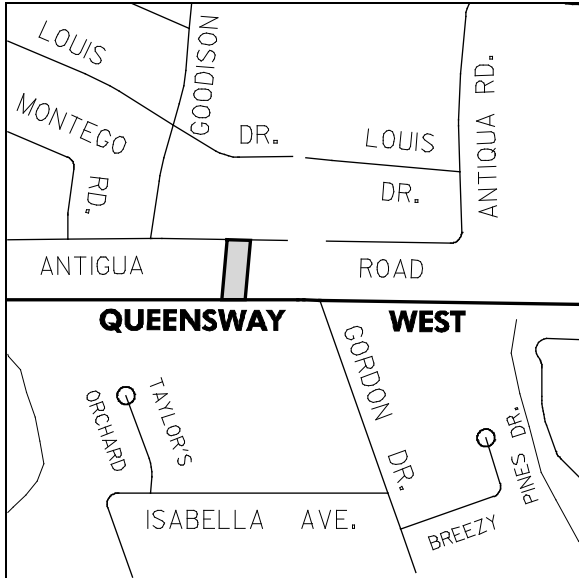 LOUIS
GOODISON
MONTEGO
RD.
DR.
LOUIS
DR.
ANTIQUA RD.
ANTIGUA
ROAD
QUEENSWAY WEST
GORDON DR.
TAYLOR'S
ORCHARD
PINES DR.
BREEZY
ISABELLA AVE.